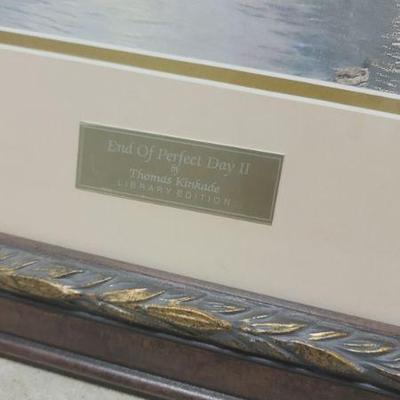 End Of Perfect Day II
By
Thomas Kinkade
LIBRARY EDITION